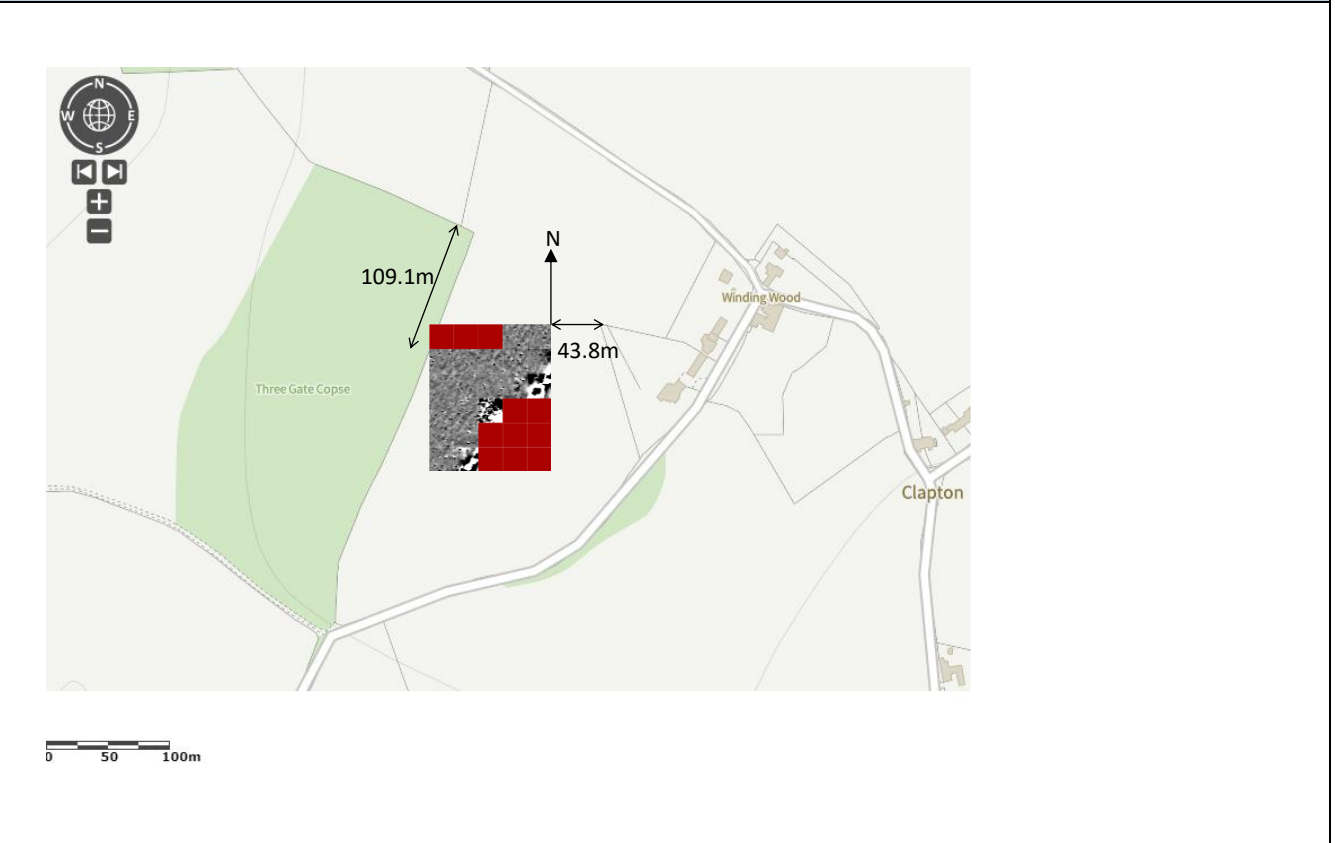 N
W E
S
N
109.1m
43.8m
Winding Wood
Three Gate Copse
Clapton
0 50 100m